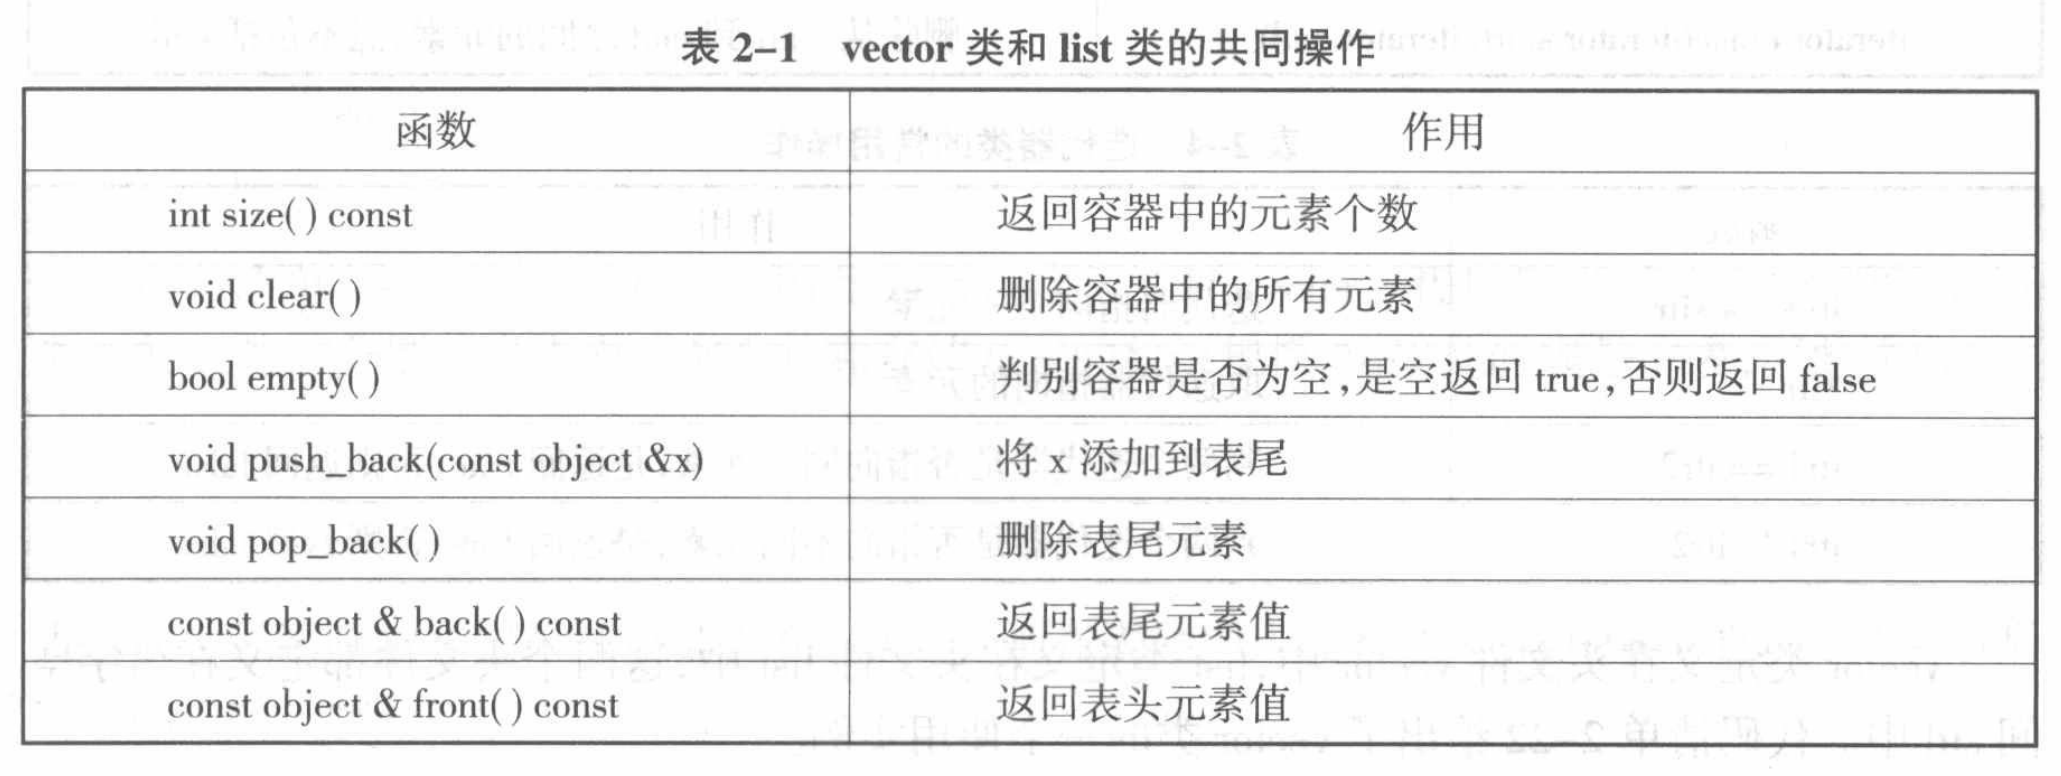 表 2-1 vector 类和 list 类的共同操作
函数 作用
int size( ) const 返回容器中的元素个数
void clear( ) 删除容器中的所有元素
bool empty( ) 判别容器是否为空,是空返回 true,否则返回 false
void push_back(const object &x) 将 x 添加到表尾
void pop_back( ) 删除表尾元素
const object & back( ) const 返回表尾元素值
const object & front( ) const 返回表头元素值